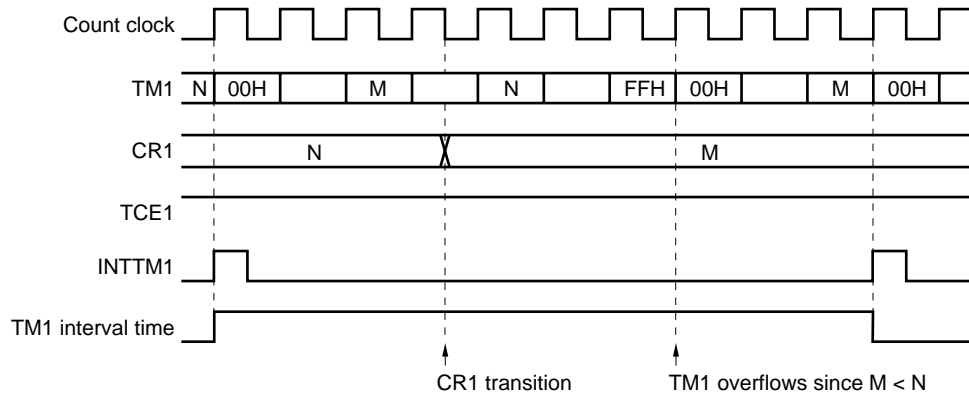 Count clock
TM1 N 00H M N FFH 00H M 00H
CR1 N M
TCE1
INTTM1
TM1 interval time
CR1 transition TM1 overflows since M < N